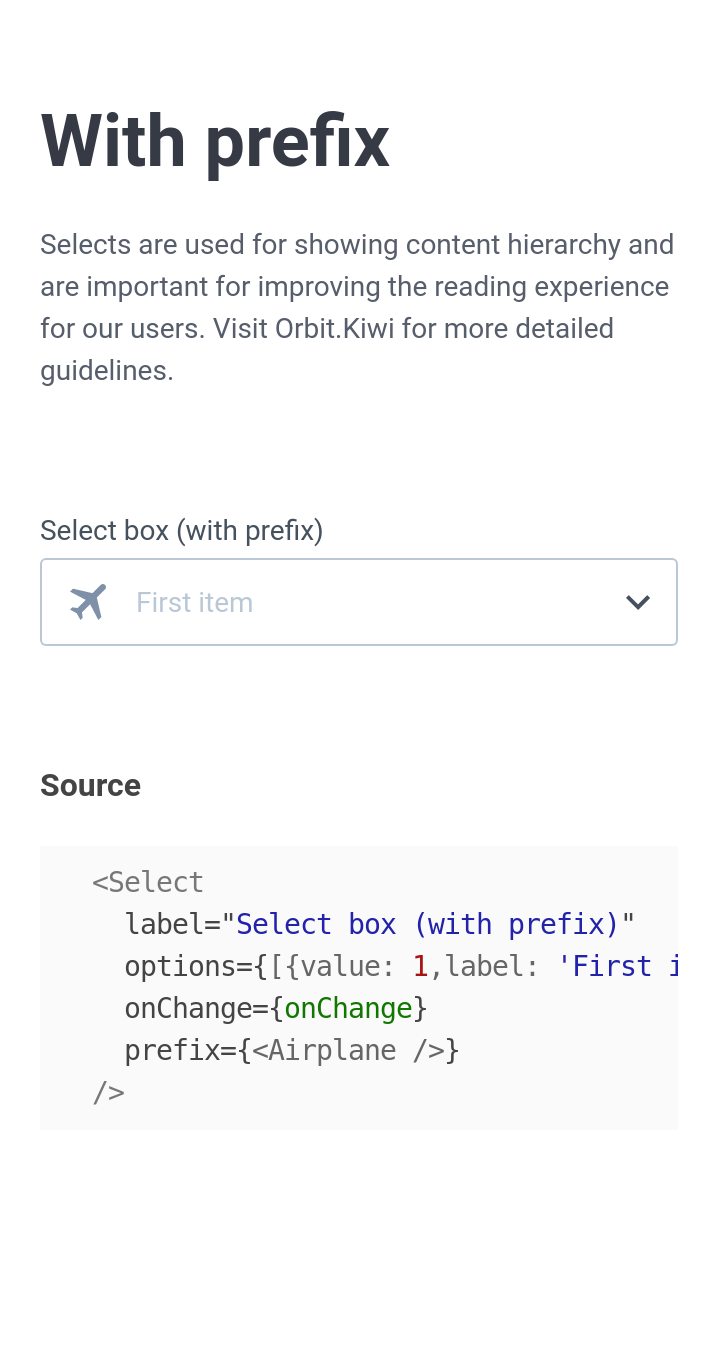 With prefix
Selects are used for showing content hierarchy and
are important for improving the reading experience
for our users. Visit Orbit.Kiwi for more detailed
guidelines.
Select box (with prefix)
First item
Source
<Select
label="Select box (with prefix)"
options={[{value: 1,label: 'First i
onChange={onChange}
prefix={<Airplane />}
/>